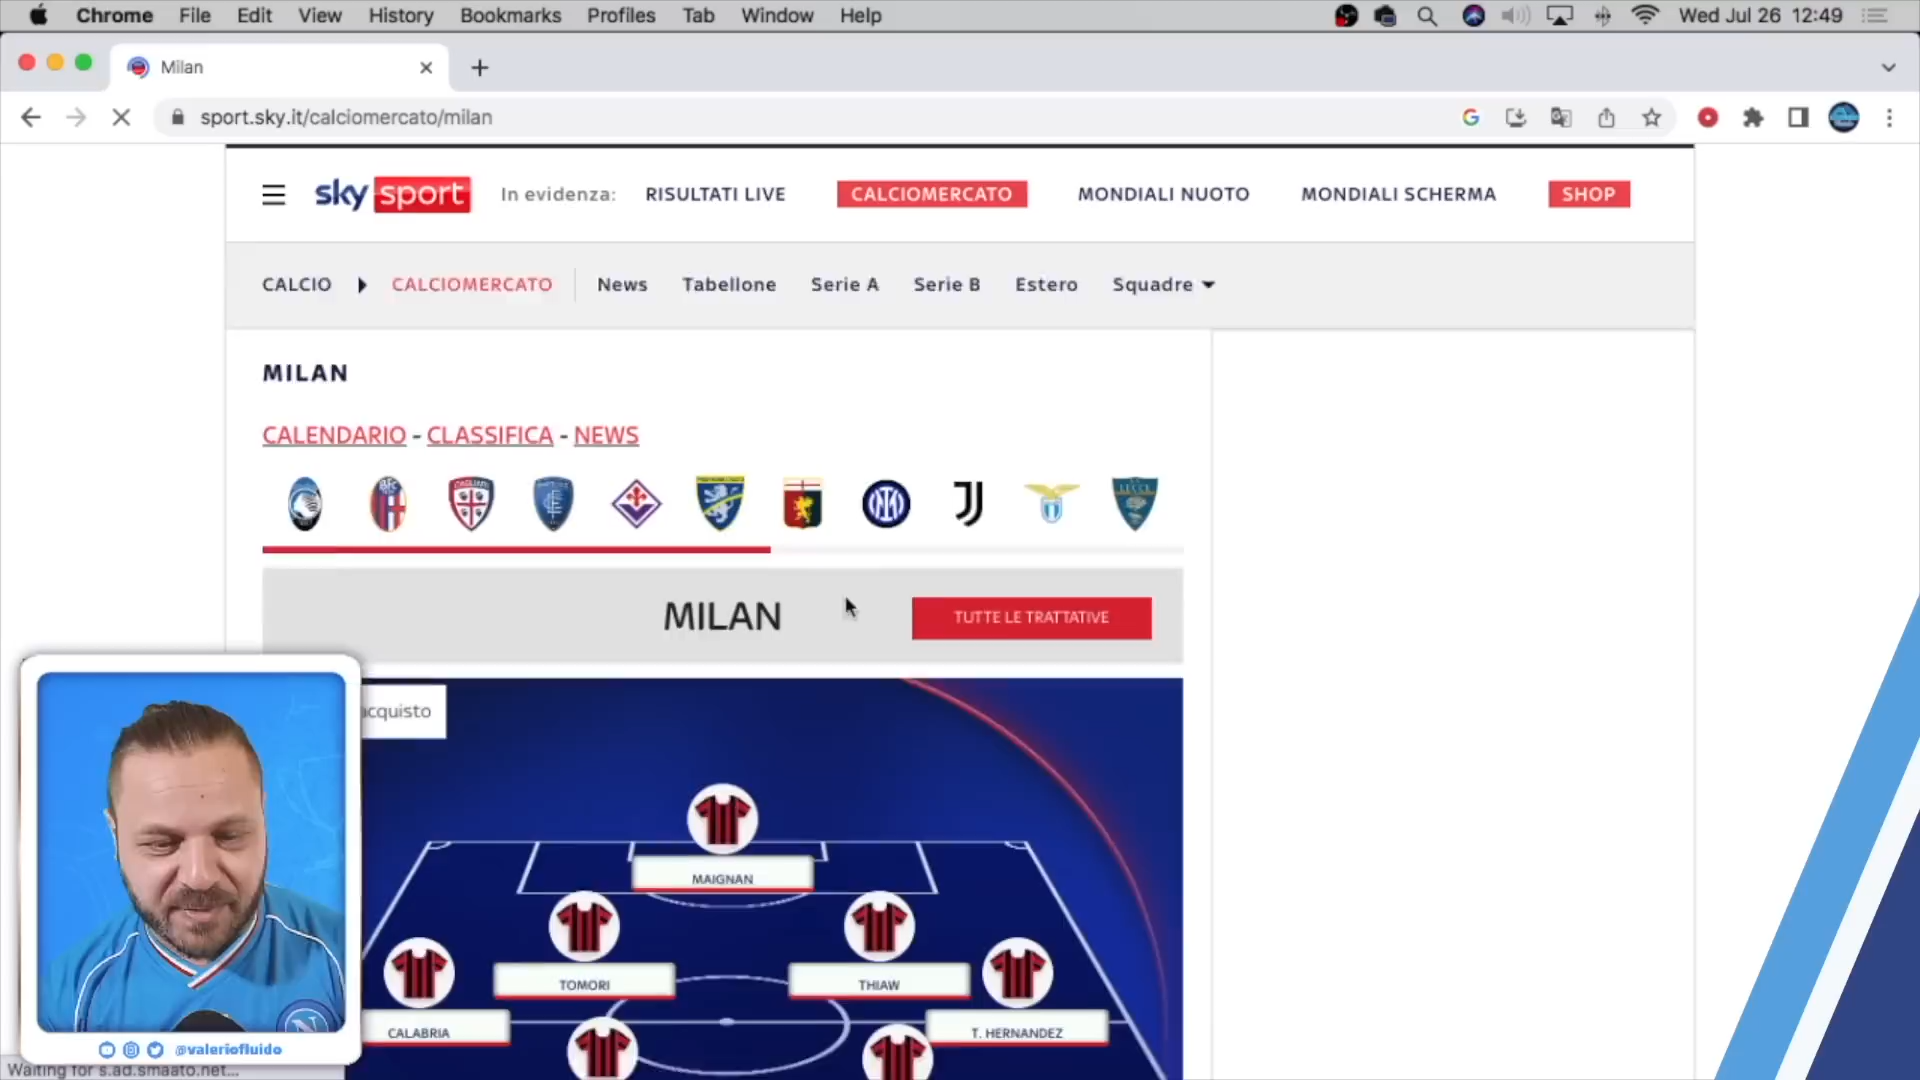 Chrome File Edit View History Bookmarks Profiles Tab Window Help Wed Jul 26 12:49
Milan
sport.sky.it/calciomercato/milan
sky sport In evidenza: RISULTATI LIVE CALCIOMERCATO MONDIALI NUOTO MONDIALI SCHERMA SHOP
CALCIO CALCIOMERCATO News Tabellone Serie A Serie B Estero Squadre
MILAN
CALENDARIO - CLASSIFICA - NEWS
MILAN
TUTTE LE TRATTATIVE
acquisto
MAIGNAN
TOMORI
THIAW
CALABRIA
T. HERNANDEZ
@valeriofluido
Waiting for s.ad.smaato.net...